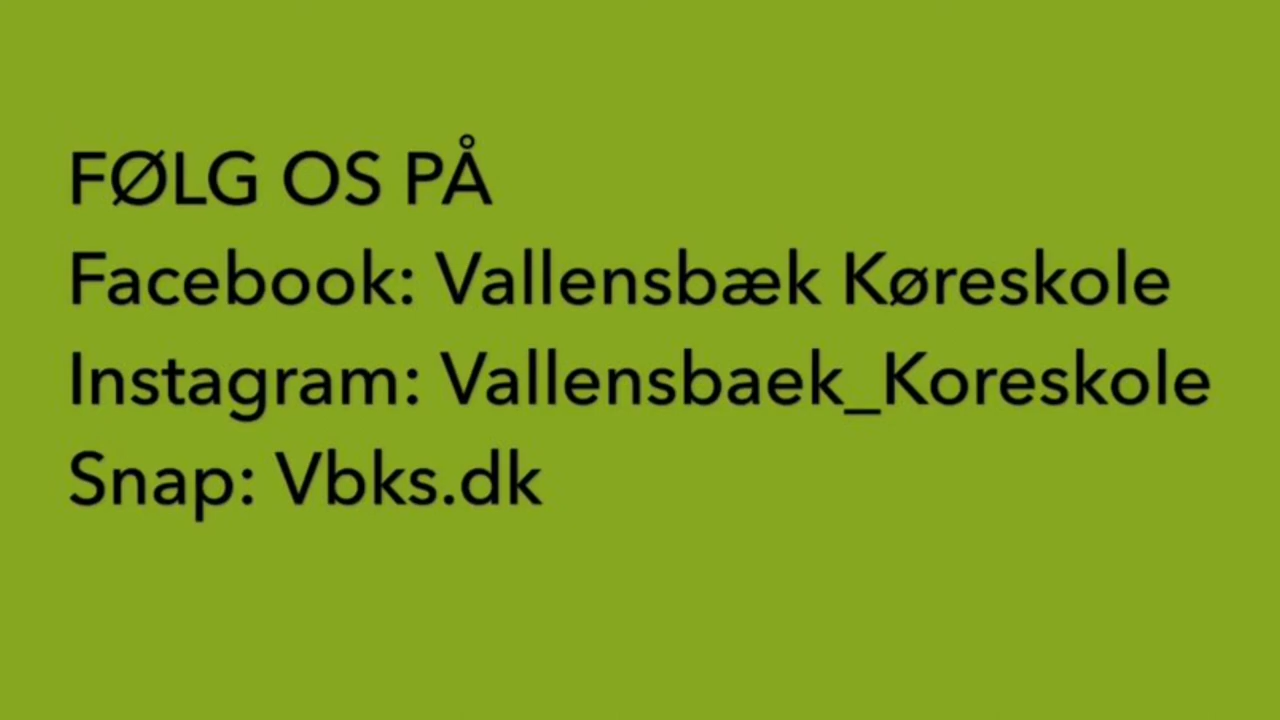 FØLG OS PÅ
Facebook: Vallensbæk Køreskole
Instagram: Vallensbaek_Koreskole
Snap: Vbks.dk